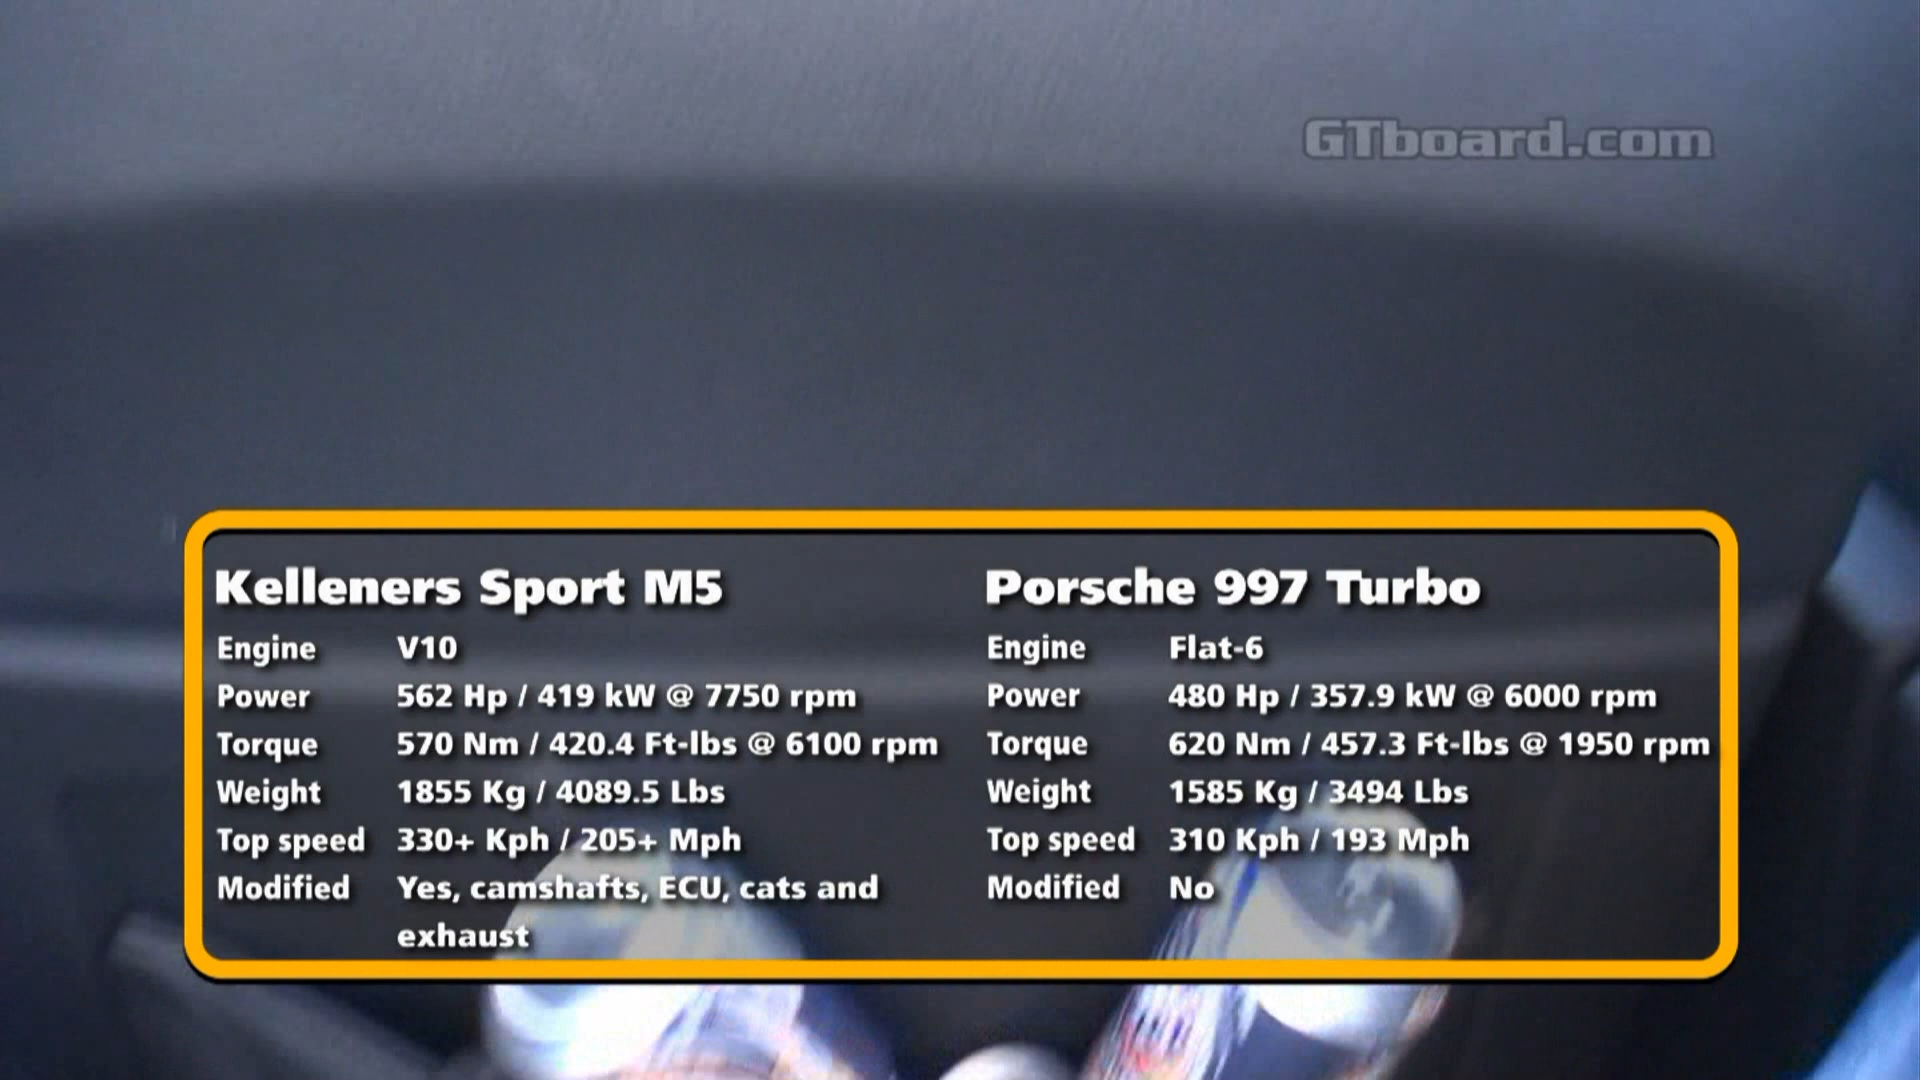 GTboard.com
Kelleners Sport M5
Engine V10
Power 562 Hp / 419 kW @ 7750 rpm
Torque 570 Nm / 420.4 Ft-lbs @ 6100 rpm
Weight 1855 Kg / 4089.5 Lbs
Top speed 330+ Kph / 205+ Mph
Modified Yes, camshafts, ECU, cats and
exhaust
Porsche 997 Turbo
Engine Flat-6
Power 480 Hp / 357.9 kW @ 6000 rpm
Torque 620 Nm / 457.3 Ft-lbs @ 1950 rpm
Weight 1585 Kg / 3494 Lbs
Top speed 310 Kph / 193 Mph
Modified No